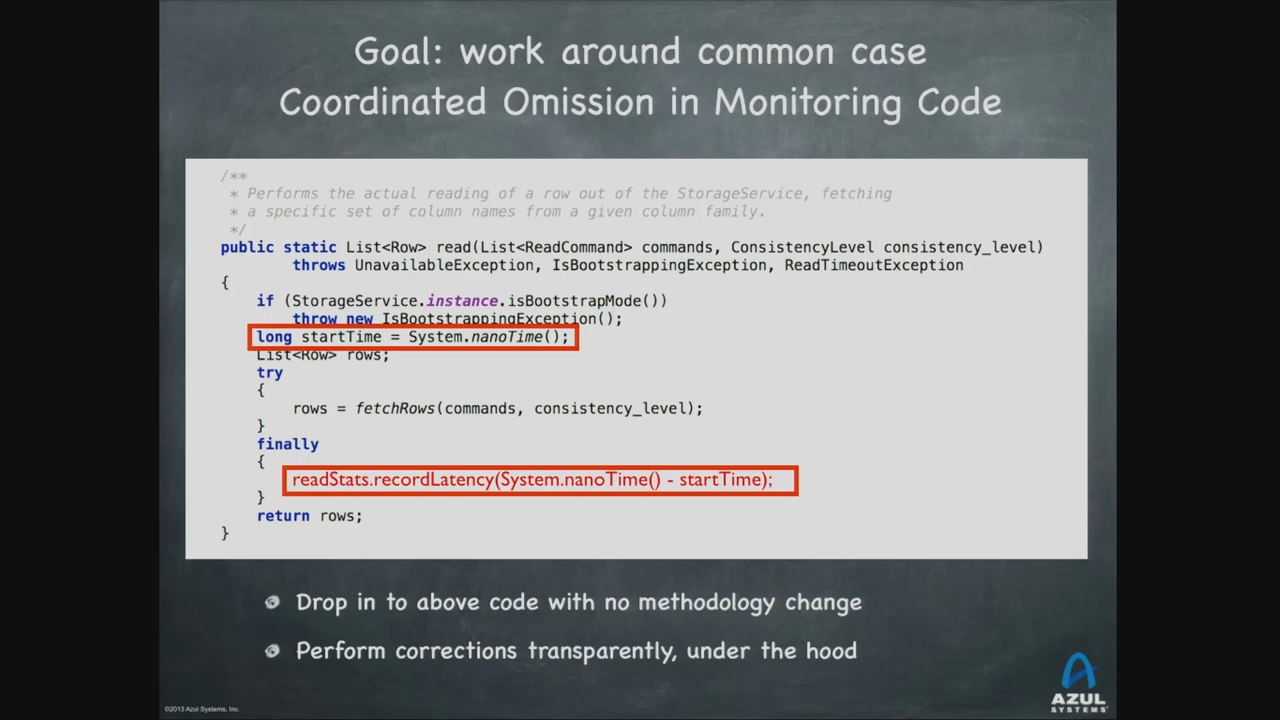 Goal: work around common case
Coordinated Omission in Monitoring Code
/**
* Performs the actual reading of a row out of the StorageService, fetching
* a specific set of column names from a given column family.
*/
public static List<Row> read(List<ReadCommand> commands, ConsistencyLevel consistency_level)
throws UnavailableException, IsBootstrappingException, ReadTimeoutException
{
if (StorageService.instance.isBootstrapMode())
throw new IsBootstrappingException();
long startTime = System.nanoTime();
List<Row> rows;
try
{
rows = fetchRows(commands, consistency_level);
}
finally
{
readStats.recordLatency(System.nanoTime() - startTime);
}
return rows;
}
Drop in to above code with no methodology change
Perform corrections transparently, under the hood
©2013 Azul Systems, Inc.
AZUL
SYSTEMS